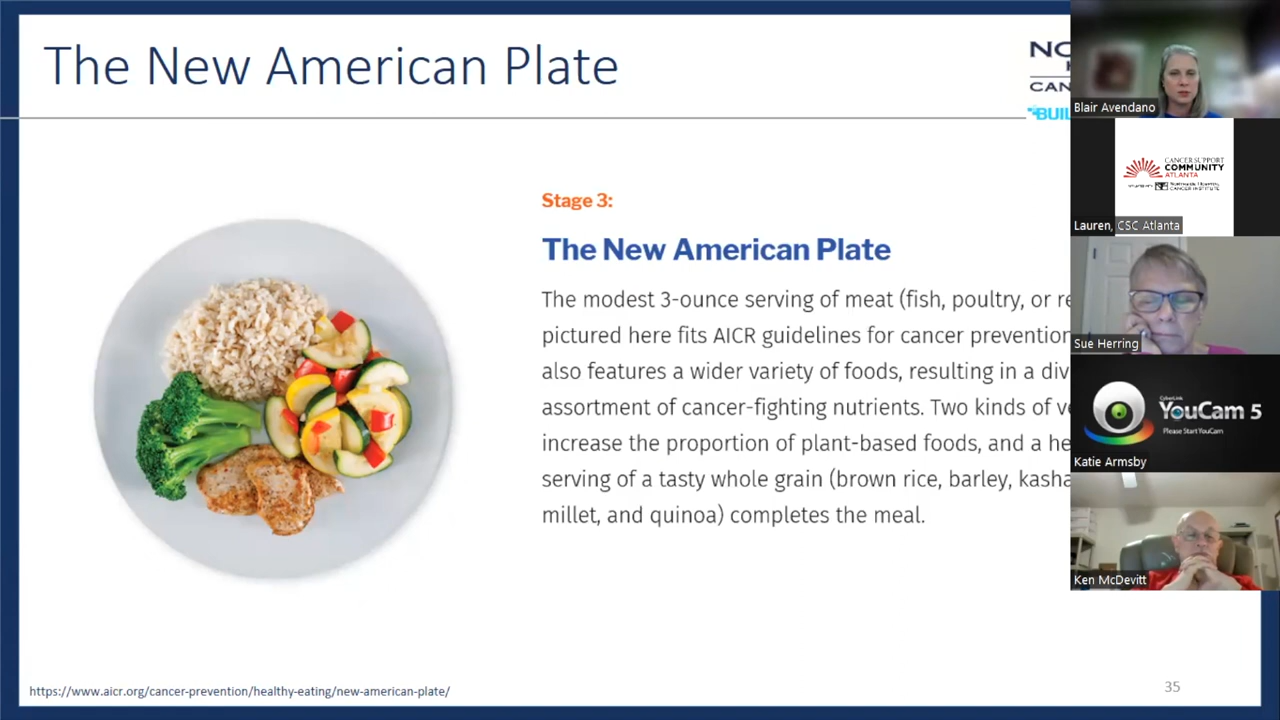 The New American Plate
Stage 3:
The New American Plate
The modest 3-ounce serving of meat (fish, poultry, or
pictured here fits AICR guidelines for cancer prevention
also features a wider variety of foods, resulting in a
assortment of cancer-fighting nutrients. Two kinds of
increase the proportion of plant-based foods, and a
serving of a tasty whole grain (brown rice, barley, kasha
millet, and quinoa) completes the meal.
https://www.aicr.org/cancer-prevention/healthy-eating/new-american-plate/
35
Blair Avendano
CANCER SUPPORT
COMMUNITY
ATLANTA
NORTHSIDE HOSPITAL
CANCER INSTITUTE
Lauren, CSC Atlanta
Sue Herring
CyberLink
YouCam 5
Please Start YouCam
Katie Armsby
Ken McDevitt